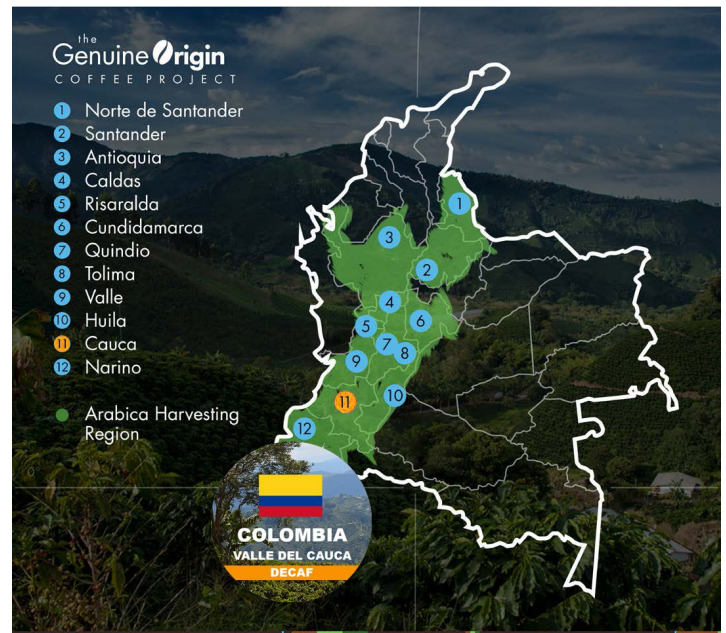 the
Genuine Origin
COFFEE PROJECT
1 Norte de Santander
2 Santander
3 Antioquia
4 Caldas
5 Risaralda
6 Cundidamarca
7 Quindio
8 Tolima
9 Valle
10 Huila
11 Cauca
12 Narino
Arabica Harvesting
Region
1
3
2
4
5
6
7
8
9
10
11
12
COLOMBIA
VALLE DEL CAUCA
DECAF